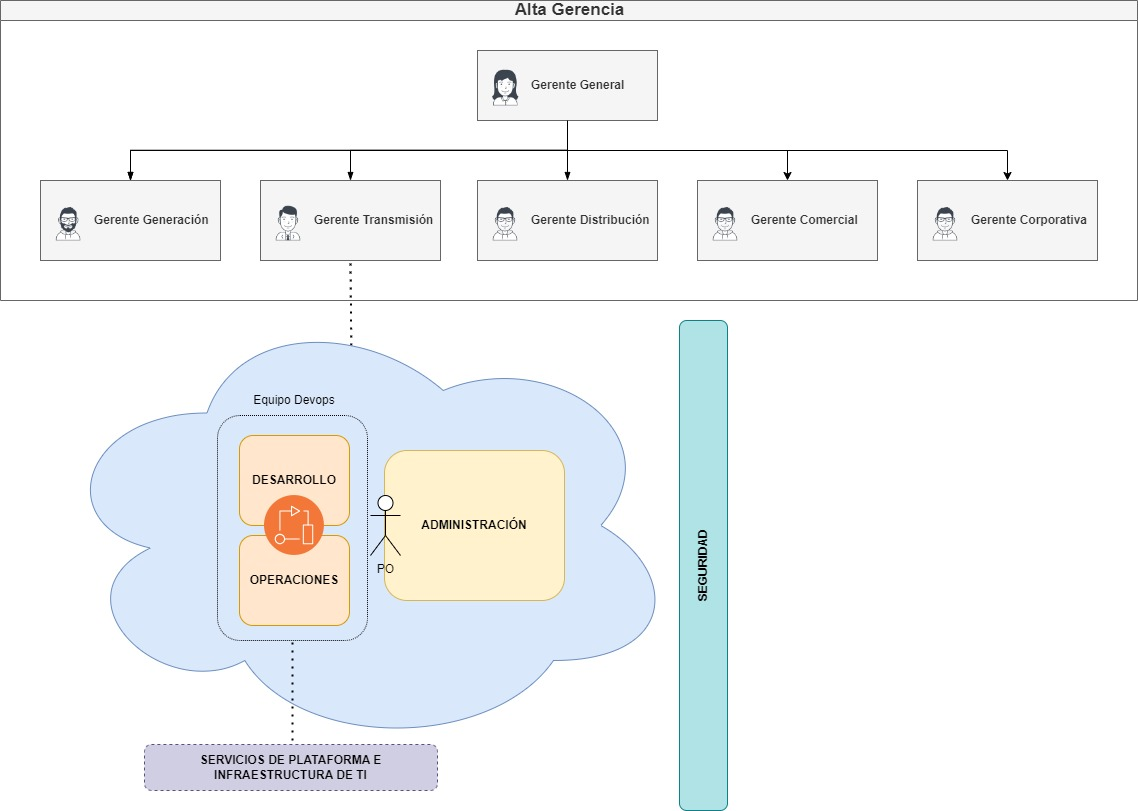 Alta Gerencia
Gerente General
Gerente Generación
Gerente Transmisión
Gerente Distribución
Gerente Comercial
Gerente Corporativa
Equipo Devops
DESARROLLO
OPERACIONES
PO
ADMINISTRACIÓN
SEGURIDAD
SERVICIOS DE PLATAFORMA E
INFRAESTRUCTURA DE TI